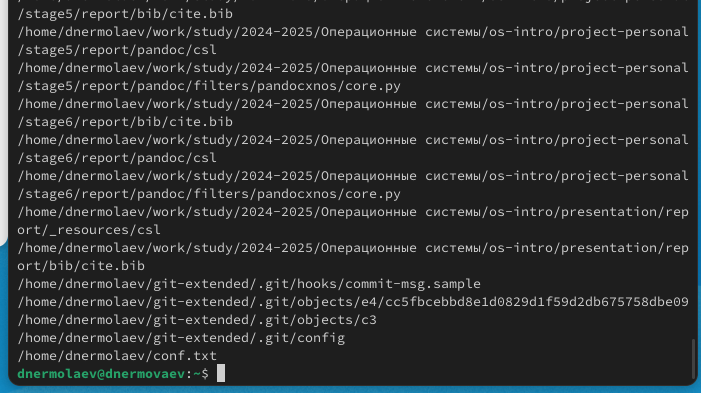 /stage5/report/bib/cite.bib
/home/dnermolaev/work/study/2024-2025/Операционные системы/os-intro/project-personal
/stage5/report/pandoc/csl
/home/dnermolaev/work/study/2024-2025/Операционные системы/os-intro/project-personal
/stage5/report/pandoc/filters/pandocxnos/core.py
/home/dnermolaev/work/study/2024-2025/Операционные системы/os-intro/project-personal
/stage6/report/bib/cite.bib
/home/dnermolaev/work/study/2024-2025/Операционные системы/os-intro/project-personal
/stage6/report/pandoc/csl
/home/dnermolaev/work/study/2024-2025/Операционные системы/os-intro/project-personal
/stage6/report/pandoc/filters/pandocxnos/core.py
/home/dnermolaev/work/study/2024-2025/Операционные системы/os-intro/presentation/rep
ort/_resources/csl
/home/dnermolaev/work/study/2024-2025/Операционные системы/os-intro/presentation/rep
ort/bib/cite.bib
/home/dnermolaev/git-extended/.git/hooks/commit-msg.sample
/home/dnermolaev/git-extended/.git/objects/e4/cc5fbcebbd8e1d0829d1f59d2db675758dbe09
/home/dnermolaev/git-extended/.git/objects/c3
/home/dnermolaev/git-extended/.git/config
/home/dnermolaev/conf.txt
dnermolaev@dnermovaev:~$